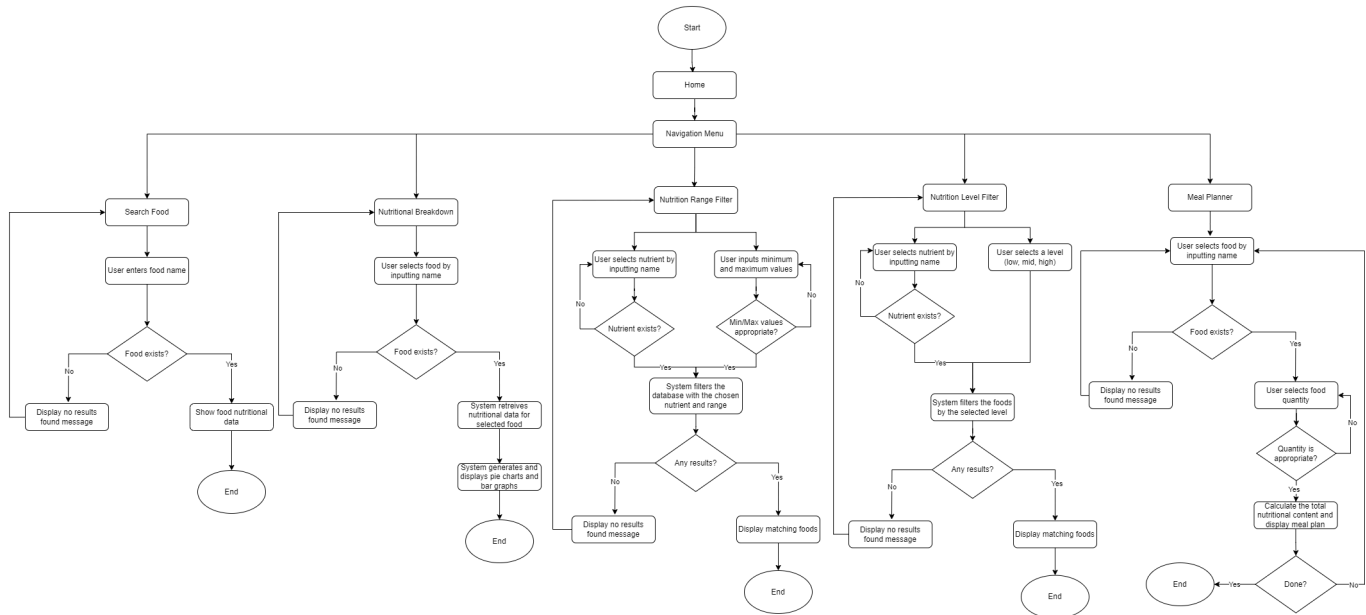 Start
Home
Navigation Menu
Search Food
User enters food name
Food exists?
No
Yes
Display no results
found message
Show food nutritional
data
End
Nutritional Breakdown
User selects food by
inputting name
Food exists?
No
Yes
Display no results
found message
System retreives
nutritional data for
selected food
System generates and
displays pie charts and
bar graphs
End
Nutrition Range Filter
User selects nutrient by
inputting name
User inputs minimum
and maximum values
No
No
Nutrient exists?
Min/Max values
appropriate?
Yes
Yes
System filters the
database with the chosen
nutrient and range
Any results?
No
Yes
Display no results
found message
Display matching foods
End
Nutrition Level Filter
User selects nutrient by
inputting name
User selects a level
(low, mid, high)
No
Nutrient exists?
Yes
System filters the foods
by the selected level
Any results?
No
Yes
Display no results
found message
Display matching foods
End
Meal Planner
User selects food by
inputting name
Food exists?
No
Yes
Display no results
found message
User selects food
quantity
No
Quantity is
appropriate?
Yes
Calculate the total
nutritional content and
display meal plan
Done?
Yes
No
End